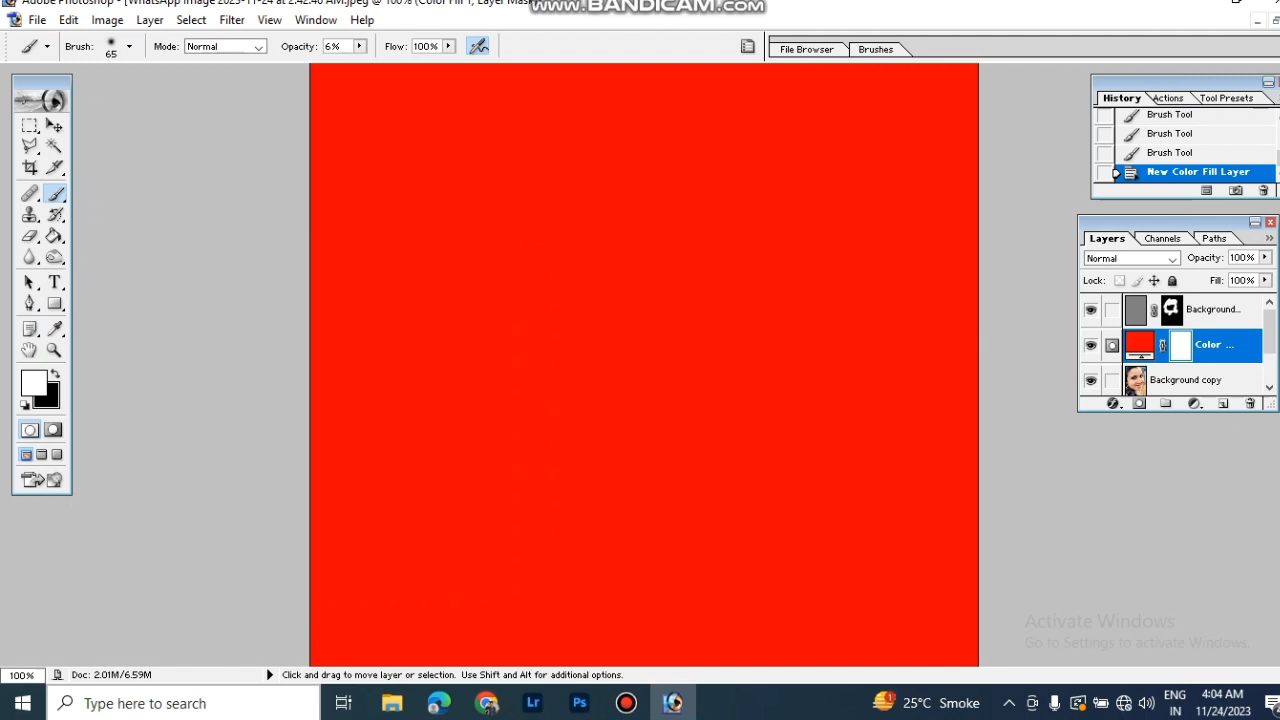 Adobe Photoshop - [WhatsApp Image 2023-11-24 at 2.42.46 AM.jpeg @ 100% (Color Fill 1, Layer Mask
www.BANDICAM.COM
File Edit Image Layer Select Filter View Window Help
Brush: 65 Mode: Normal Opacity: 6% Flow: 100% File Browser Brushes
History Actions Tool Presets
Brush Tool
Brush Tool
Brush Tool
New Color Fill Layer
Layers Channels Paths
Normal Opacity: 100%
Lock: Fill: 100%
Background...
Color ...
Background copy
Activate Windows
Go to Settings to activate Windows.
100% Doc: 2.01M/6.59M Click and drag to move layer or selection. Use Shift and Alt for additional options.
Type here to search
Lr Ps
1 25°C Smoke
ENG
IN
4:04 AM
11/24/2023